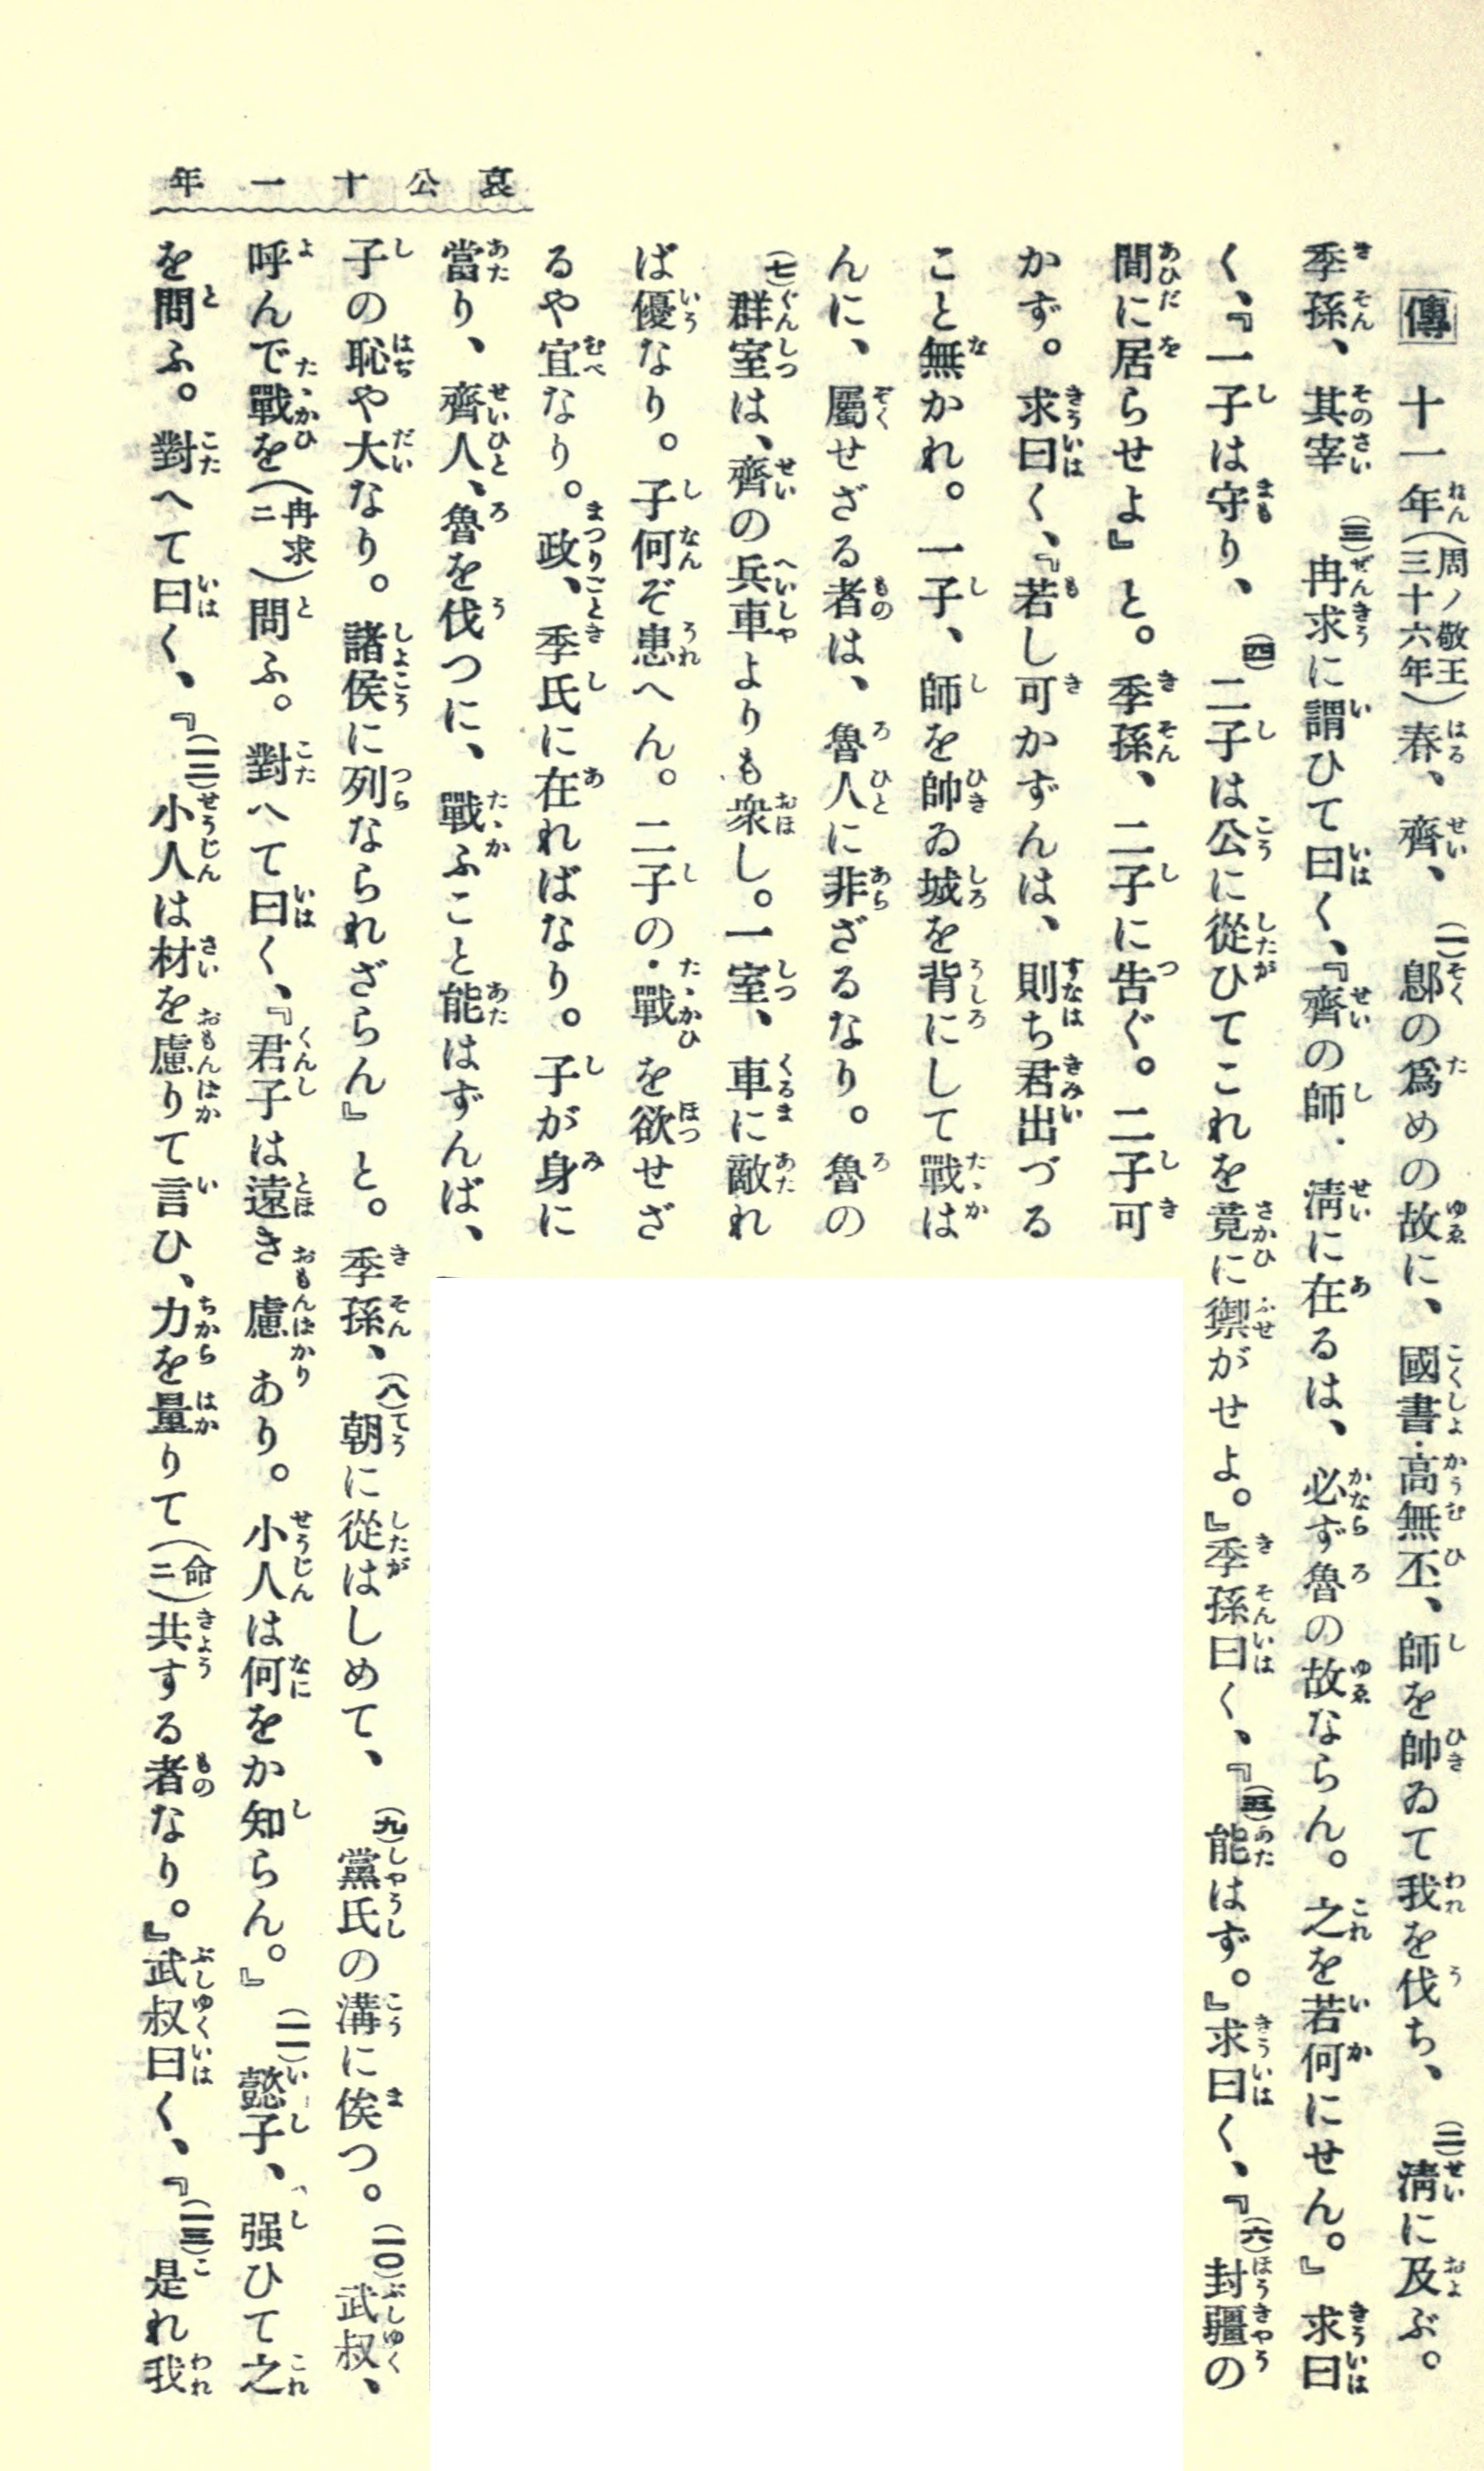 哀公十一年
傳 十一年(周ノ敬王三十六年)春、齊、(一)鄎の爲めの故に、國書・高無丕、師を帥ゐて我を伐ち、(二)淸に及ぶ。
季孫、其宰(三)冉求に謂ひて曰く、『齊の師・淸に在るは、必ず魯の故ならん。之を若何にせん。』求曰
く、『一子は守り、(四)二子は公に從ひてこれを竟に禦がせよ。』季孫曰く、『(五)能はず。』求曰く、『(六)封疆の
間に居らせよ』と。季孫、二子に告ぐ。二子可
かず。求曰く、『若し可かずんは、則ち君出づる
こと無かれ。一子、師を帥ゐ城を背にして戰は
んに、屬せざる者は、魯人に非ざるなり。魯の
(七)群室は、齊の兵車よりも衆し。一室、車に敵れ
ば優なり。子何ぞ患へん。二子の・戰を欲せざ
るや宜なり。政、季氏に在ればなり。子が身に
當り、齊人、魯を伐つに、戰ふこと能はずんば、
子の恥や大なり。諸侯に列なられざらん』と。季孫、(八)朝に從はしめて、(九)黨氏の溝に俟つ。(一〇)武叔、
呼んで戰を(冉求ニ)問ふ。對へて曰く、『君子は遠き慮あり。小人は何をか知らん。』(一一)懿子、强ひて之
を問ふ。對へて曰く、『(一二)小人は材を慮りて言ひ、力を量りて(命ニ)共する者なり。』武叔曰く、『(一三)是れ我